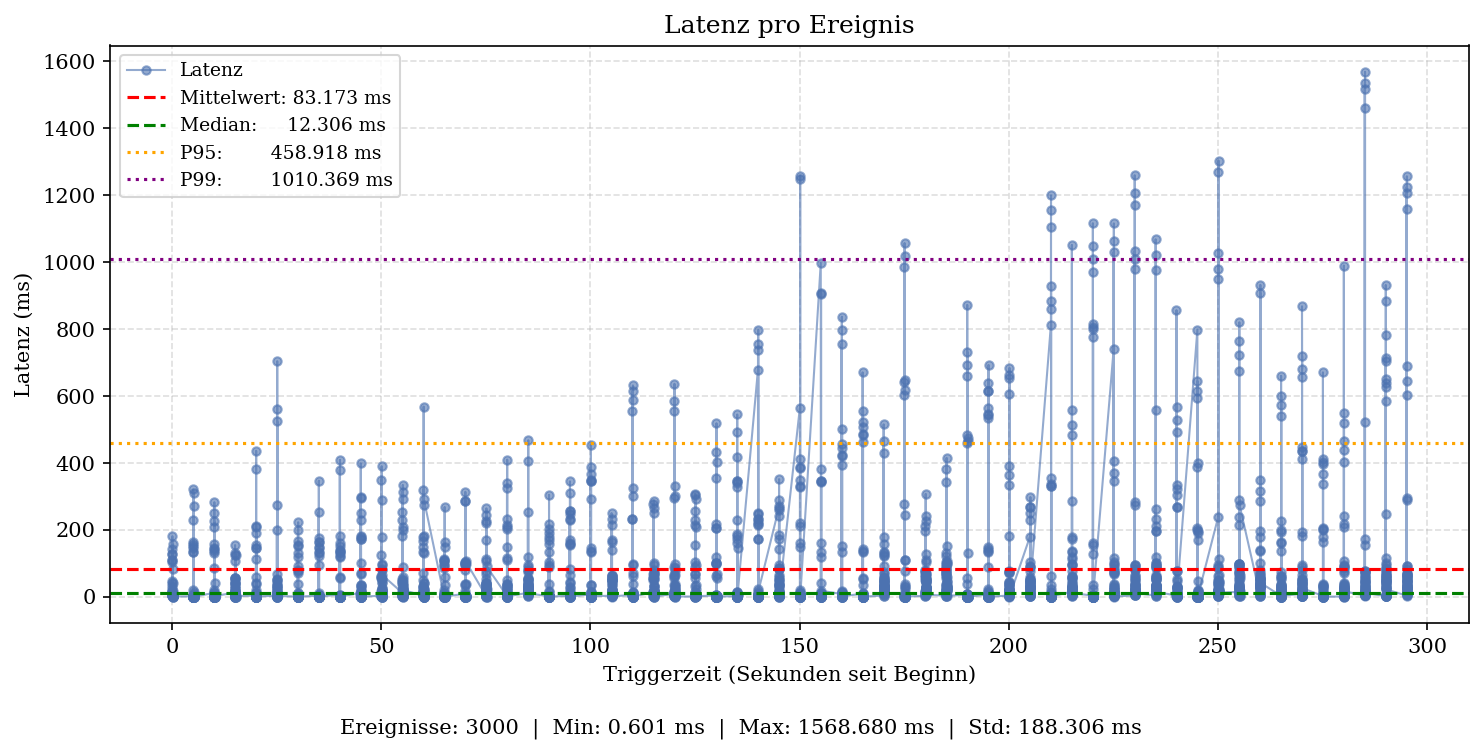 Latenz pro Ereignis
Latenz
Mittelwert: 83.173 ms
Median: 12.306 ms
P95: 458.918 ms
P99: 1010.369 ms
1600
1400
1200
1000
800
600
400
200
0
Latenz (ms)
0 50 100 150 200 250 300
Triggerzeit (Sekunden seit Beginn)
Ereignisse: 3000 | Min: 0.601 ms | Max: 1568.680 ms | Std: 188.306 ms